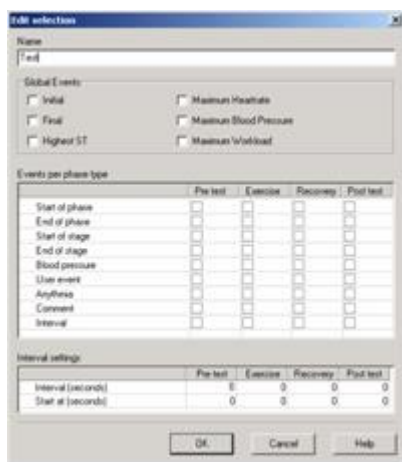 Edit selection
Name
Test
Global Events
Initial Maximum Heartrate
Final Maximum Blood Pressure
Highest ST Maximum Workload
Events per phase type
Pre test Exercise Recovery Post test
Start of phase
End of phase
Start of stage
End of stage
Blood pressure
User event
Arrythmia
Comment
Interval
Interval settings
Pre test Exercise Recovery Post test
Interval (seconds) 0 0 0 0
Start at (seconds) 0 0 0 0
OK Cancel Help